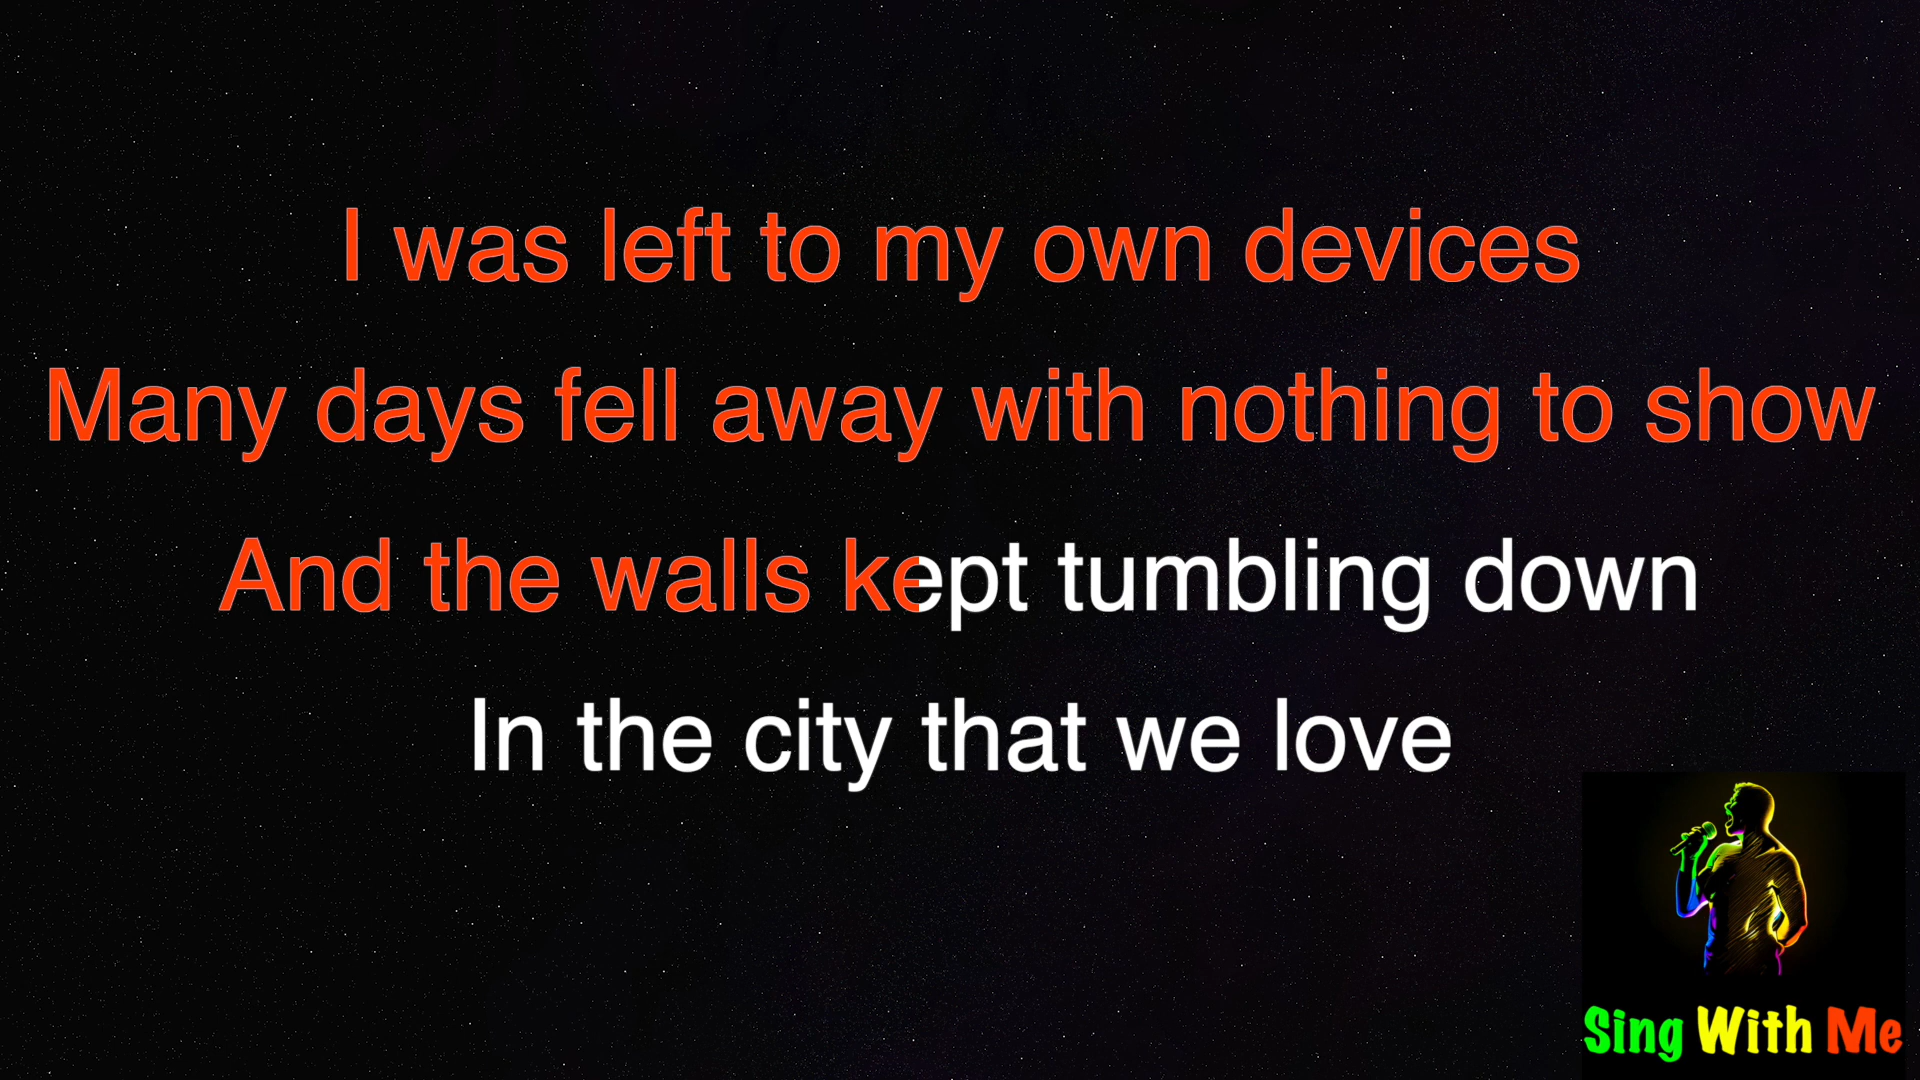 I was left to my own devices
Many days fell away with nothing to show
And the walls kept tumbling down
In the city that we love
Sing With Me